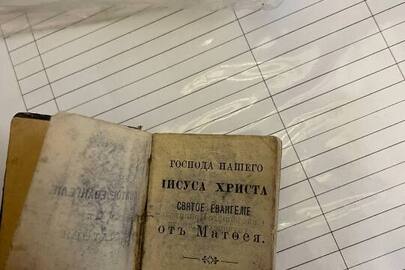 ГОСПОДА НАШЕГО
ІИСУСА ХРИСТА
СВЯТОЕ ЕВАНГЕЛІЕ
отъ Матѳея.